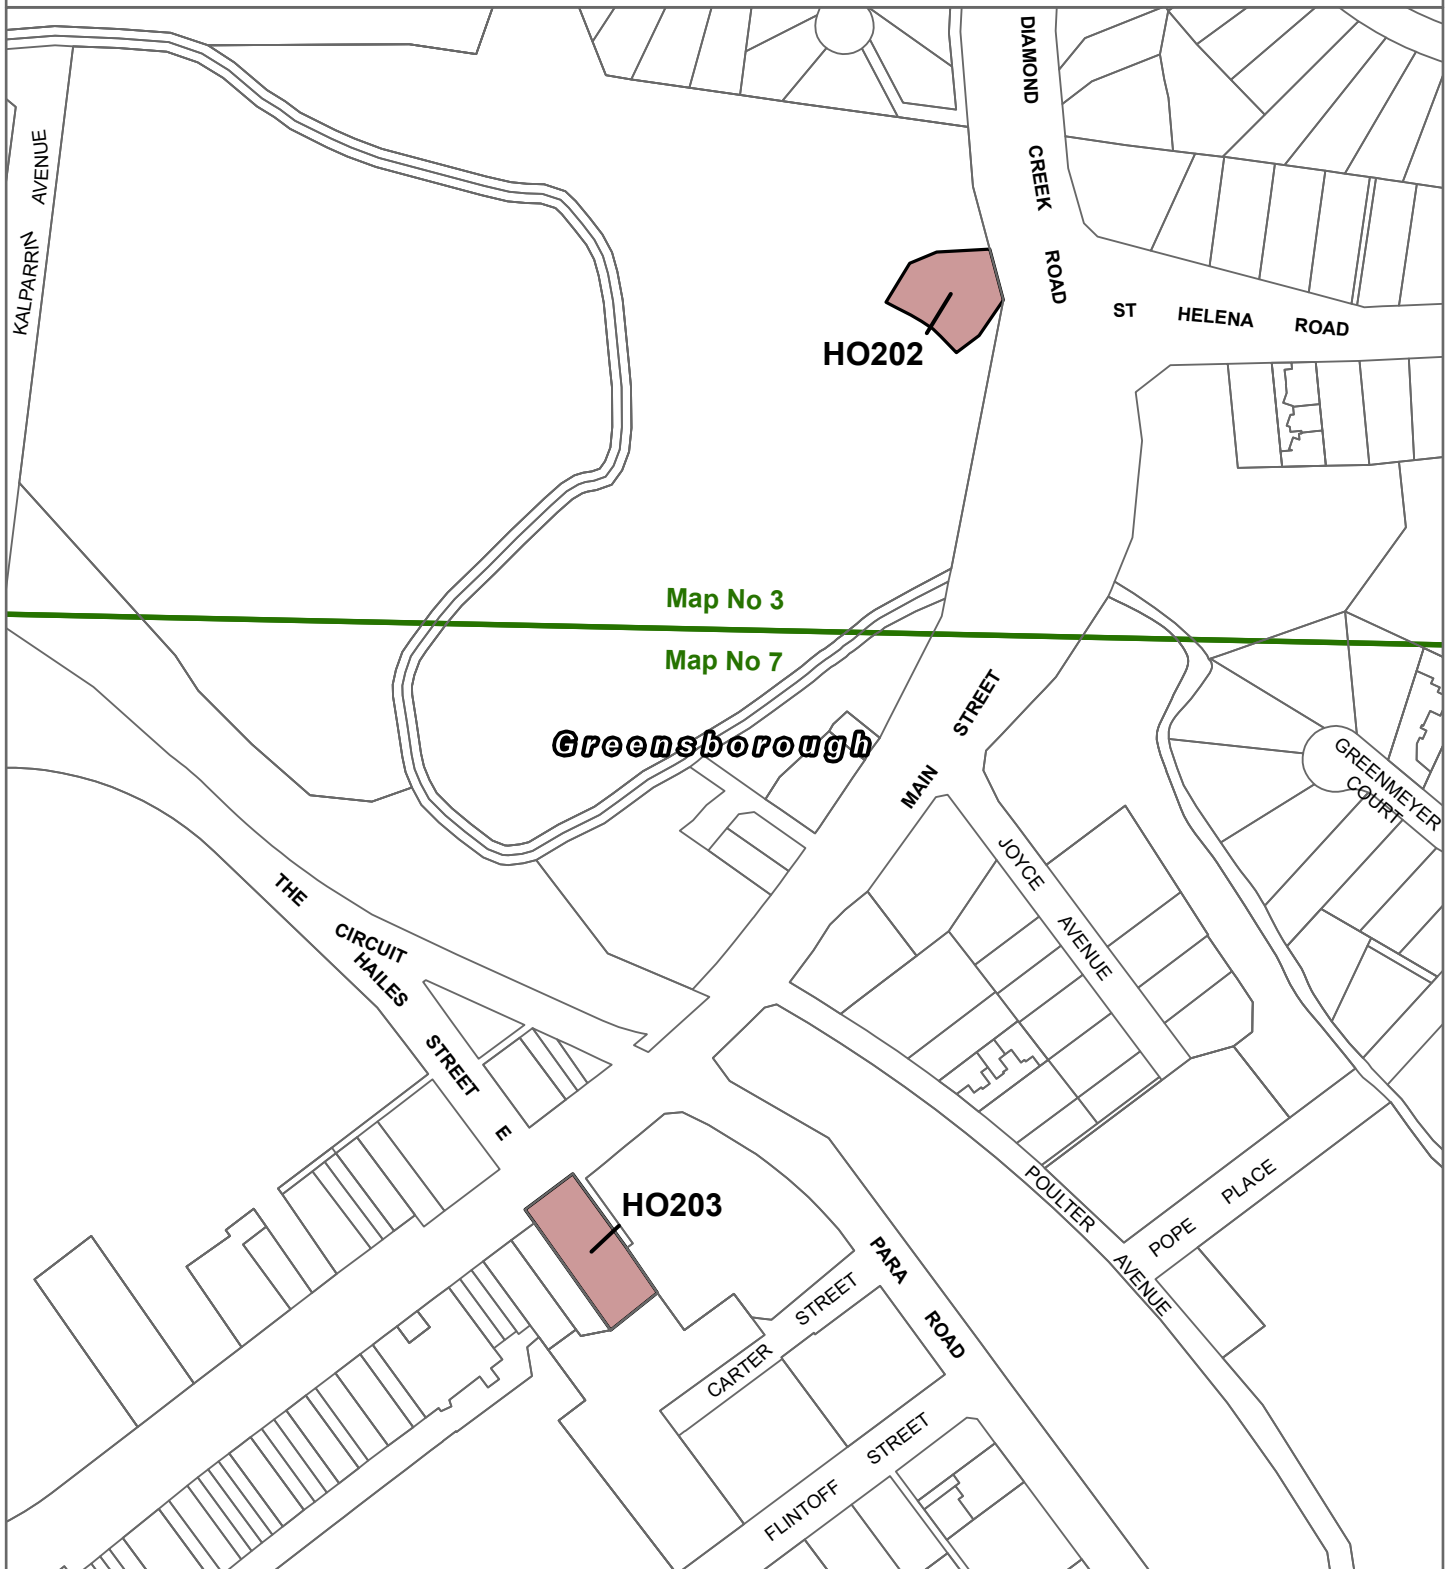 DIAMOND
CREEK
ROAD
KALPARRIN AVENUE
ST HELENA ROAD
HO202
Map No 3
Map No 7
Greensborough
MAIN STREET
GREENMEYER
COURT
JOYCE AVENUE
THE CIRCUIT
HAILES STREET E
HO203
POULTER AVENUE
POPE PLACE
PARA ROAD
CARTER STREET
FLINTOFF STREET